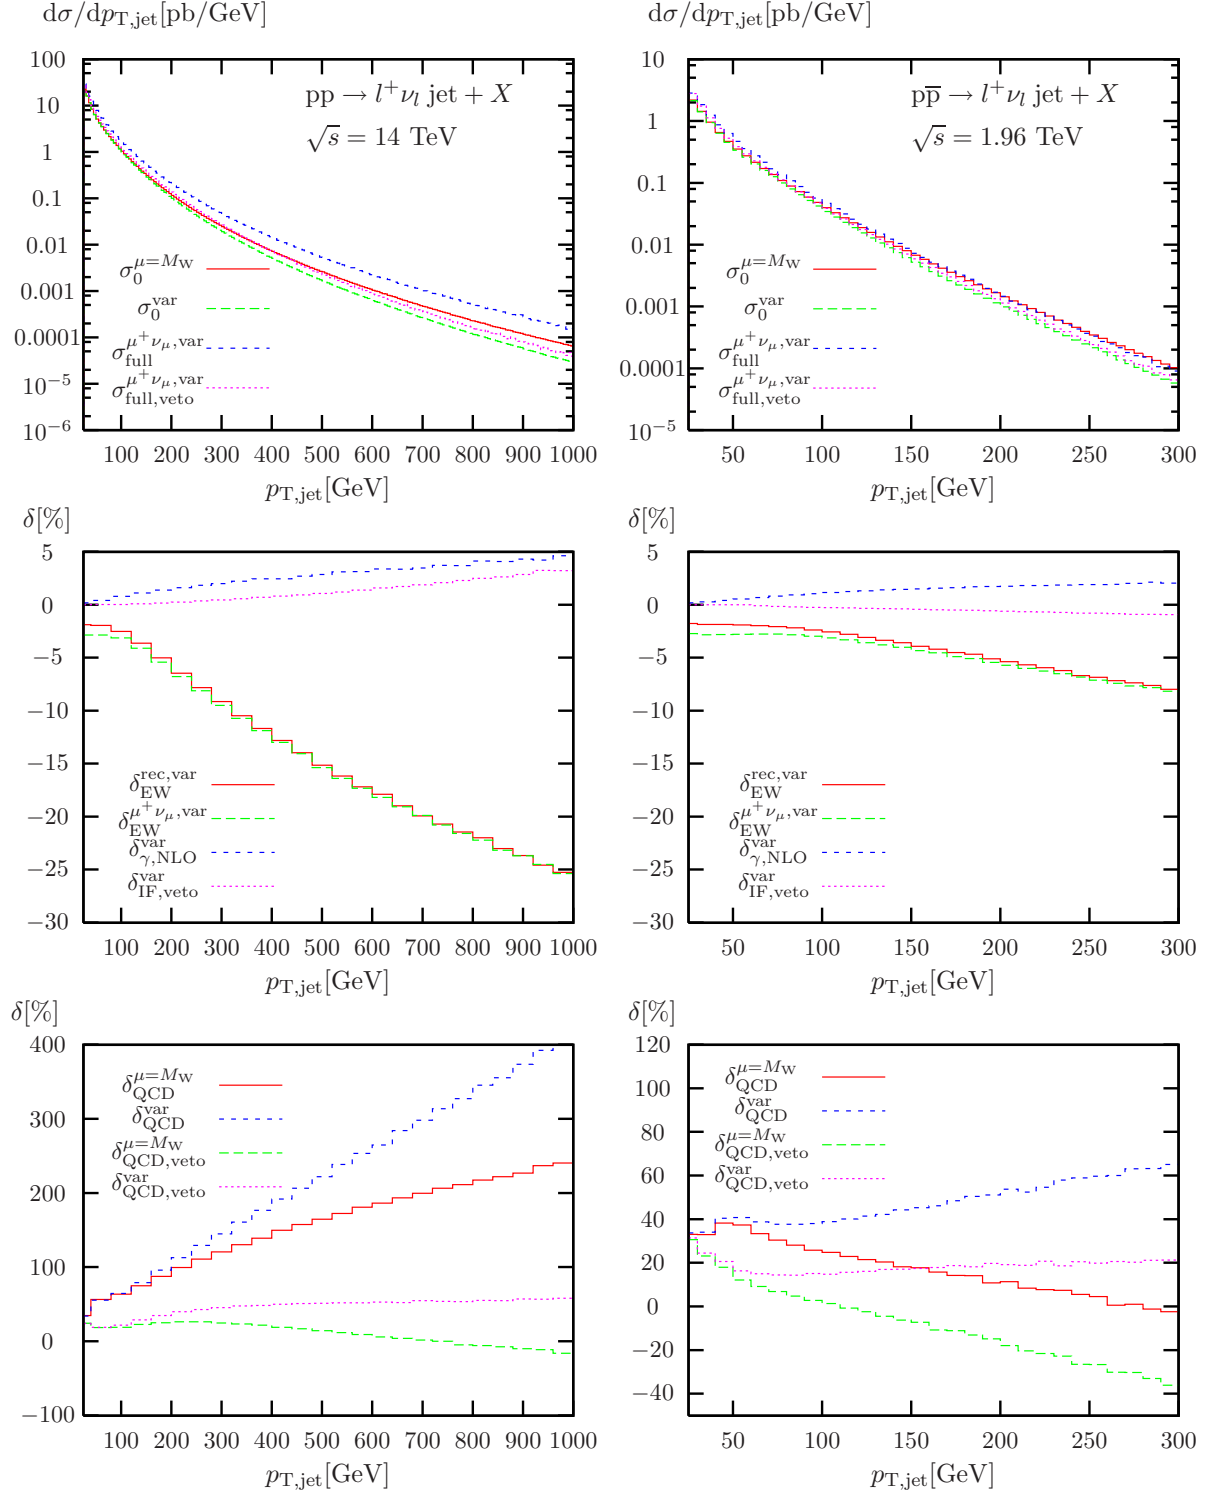 dσ/dp_T,jet[pb/GeV]
100
10
1
0.1
0.01
0.001
0.0001
10⁻⁵
10⁻⁶
pp → l⁺ν_l jet + X
√s = 14 TeV
σ_0^{μ=M_W}
σ_0^{var}
σ_full^{μ⁺ν_μ,var}
σ_full,veto^{μ⁺ν_μ,var}
100 200 300 400 500 600 700 800 900 1000
p_T,jet[GeV]
dσ/dp_T,jet[pb/GeV]
10
1
0.1
0.01
0.001
0.0001
10⁻⁵
pp̅ → l⁺ν_l jet + X
√s = 1.96 TeV
σ_0^{μ=M_W}
σ_0^{var}
σ_full^{μ⁺ν_μ,var}
σ_full,veto^{μ⁺ν_μ,var}
50 100 150 200 250 300
p_T,jet[GeV]
δ[%]
5
0
−5
−10
−15
−20
−25
−30
δ_EW^{rec,var}
δ_EW^{μ⁺ν_μ,var}
δ_γ,NLO^{var}
δ_IF,veto^{var}
100 200 300 400 500 600 700 800 900 1000
p_T,jet[GeV]
δ[%]
5
0
−5
−10
−15
−20
−25
−30
δ_EW^{rec,var}
δ_EW^{μ⁺ν_μ,var}
δ_γ,NLO^{var}
δ_IF,veto^{var}
50 100 150 200 250 300
p_T,jet[GeV]
δ[%]
400
300
200
100
0
−100
δ_QCD^{μ=M_W}
δ_QCD^{var}
δ_QCD,veto^{μ=M_W}
δ_QCD,veto^{var}
100 200 300 400 500 600 700 800 900 1000
p_T,jet[GeV]
δ[%]
120
100
80
60
40
20
0
−20
−40
δ_QCD^{μ=M_W}
δ_QCD^{var}
δ_QCD,veto^{μ=M_W}
δ_QCD,veto^{var}
50 100 150 200 250 300
p_T,jet[GeV]